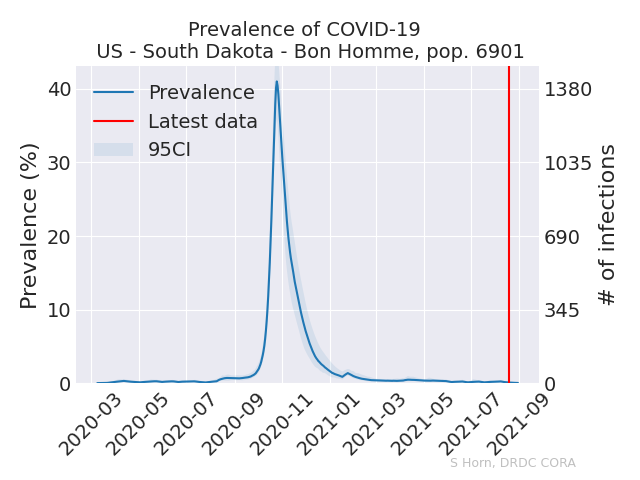 Prevalence of COVID-19
US - South Dakota - Bon Homme, pop. 6901
Prevalence
Latest data
95CI
Prevalence (%)
40
30
20
10
0
# of infections
1380
1035
690
345
0
2020-03
2020-05
2020-07
2020-09
2020-11
2021-01
2021-03
2021-05
2021-07
2021-09
S Horn, DRDC CORA